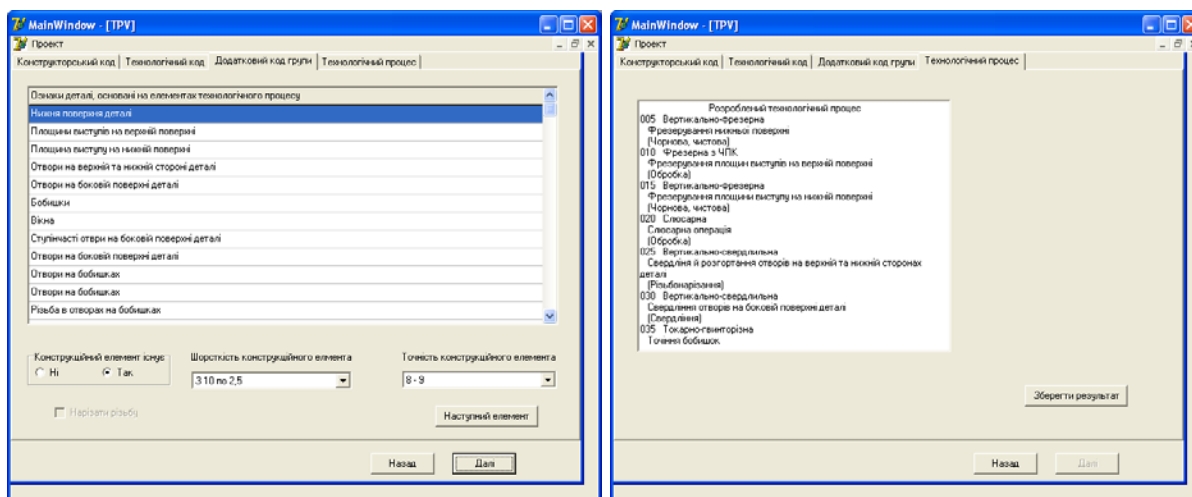 MainWindow - [TPV]
Проект
Конструкторський код Технологічний код Додатковий код групи Технологічний процес
Ознаки деталі, основані на елементах технологічного процесу
Нижня поверхня деталі
Площини виступів на верхній поверхні
Площина виступу на нижній поверхні
Отвори на верхній та нижній стороні деталі
Отвори на боковій поверхні деталі
Бобишки
Вікна
Ступінчасті отври на боковій поверхні деталі
Отвори на боковій поверхні деталі
Отвори на бобишках
Отвори на бобишках
Різьба в отворах на бобишках
Конструкційний елемент існує
Ні Так
Шорсткість конструкційного елмента
З 10 по 2,5
Точність конструкційного елемента
8 - 9
Нарізати різьбу
Наступний елемент
Назад Далі
MainWindow - [TPV]
Проект
Конструкторський код Технологічний код Додатковий код групи Технологічний процес
Розроблений технологічний процес
005 Вертикально-фрезерна
Фрезерування нижньої поверхні
(Чорнова, чистова)
010 Фрезерна з ЧПК
Фрезерування площин виступів на верхній поверхні
(Обробка)
015 Вертикально-фрезерна
Фрезерування площини виступу на нижній поверхні
(Чорнова, чистова)
020 Слюсарна
Слюсарна операція
(Обробка)
025 Вертикально-свердлильна
Свердління й розгортання отворів на верхній та нижній сторонах
деталі
(Різьбонарізання)
030 Вертикально-свердлильна
Свердління отворів на боковій поверхні деталі
(Свердління)
035 Токарно-гвинторізна
Точіння бобишок
Зберегти результат
Назад Далі